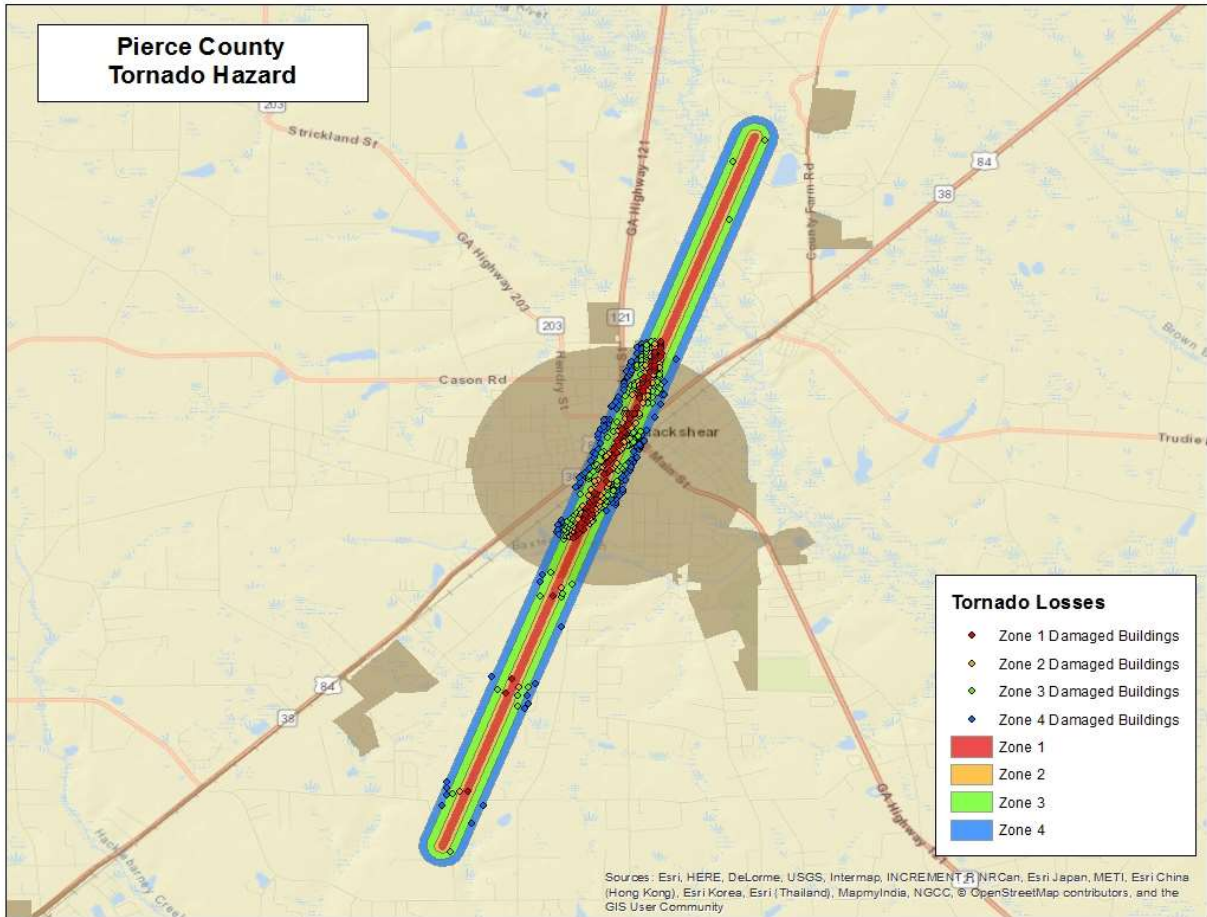 Pierce County
Tornado Hazard
203
Strickland St
GA Highway 121
County Farm Rd
84
38
GA Highway 203
203
121
Hendry St
Cason Rd
Main St
84
38
GA Highway
121
Tornado Losses
Zone 1 Damaged Buildings
Zone 2 Damaged Buildings
Zone 3 Damaged Buildings
Zone 4 Damaged Buildings
Zone 1
Zone 2
Zone 3
Zone 4
Sources: Esri, HERE, DeLorme, USGS, Intermap, INCREMENT P, NRCan, Esri Japan, METI, Esri China
(Hong Kong), Esri Korea, Esri (Thailand), MapmyIndia, NGCC, © OpenStreetMap contributors, and the
GIS User Community